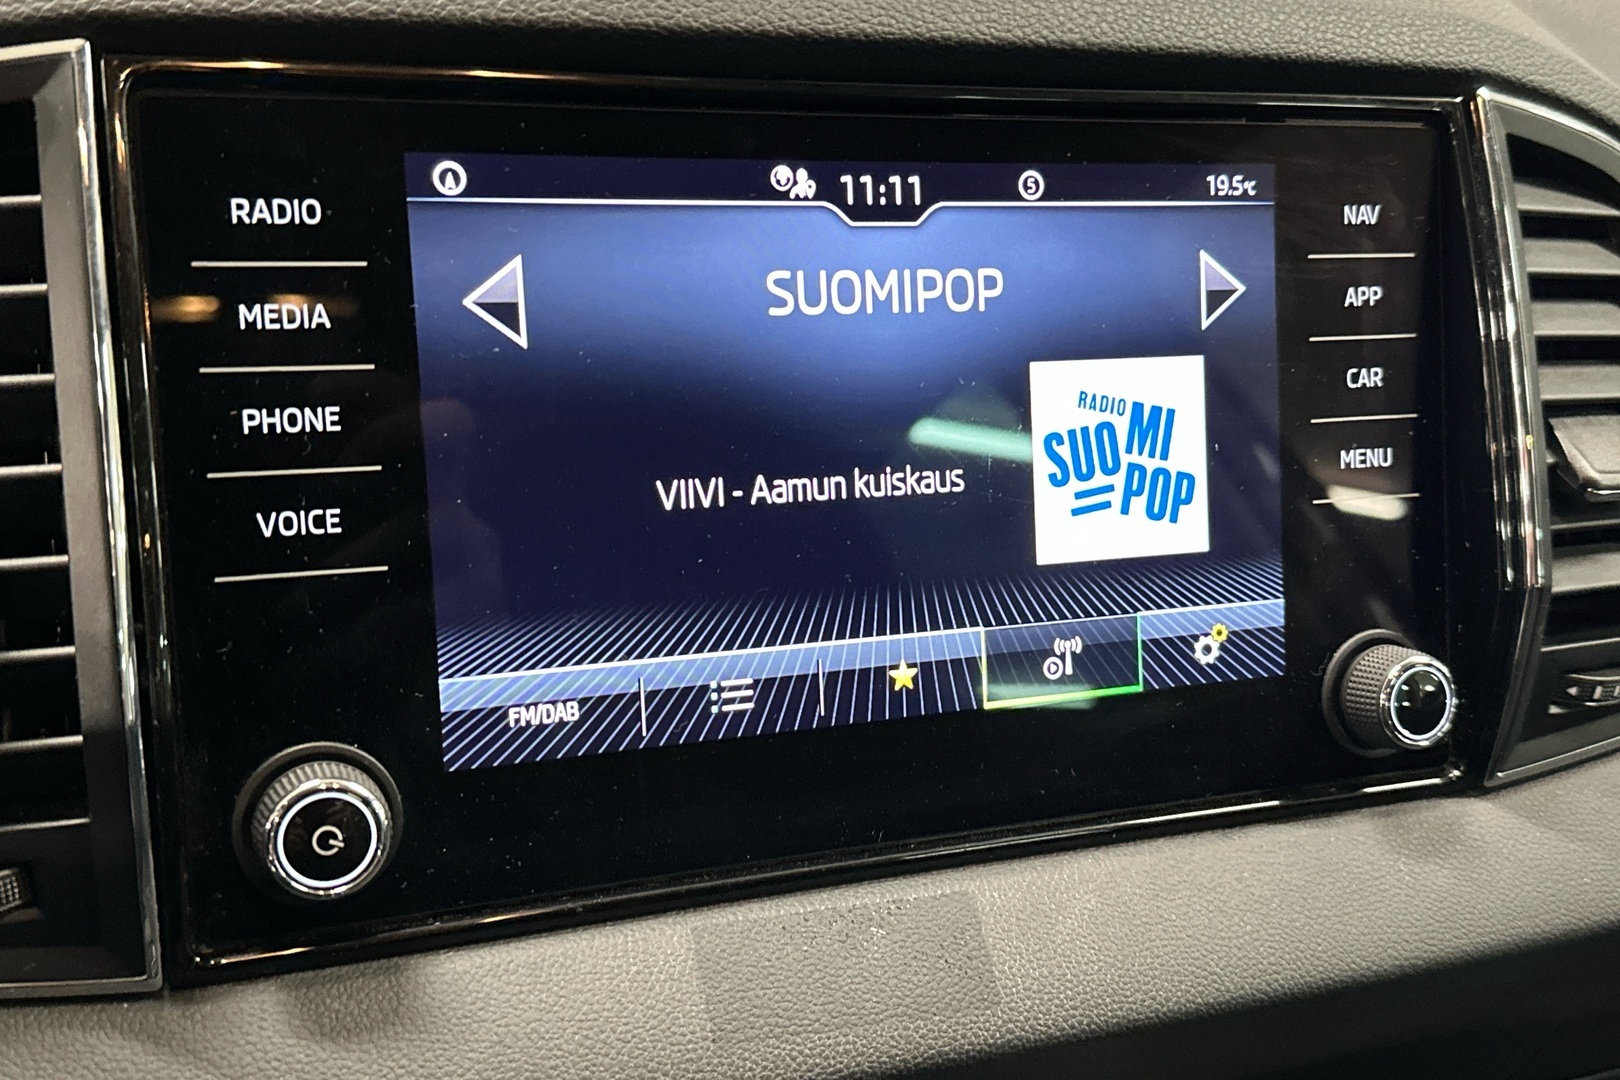 RADIO
MEDIA
PHONE
VOICE
A
11:11
5
19.5°C
SUOMIPOP
VIIVI - Aamun kuiskaus
RADIO
SUOMI
POP
FM/DAB
NAV
APP
CAR
MENU